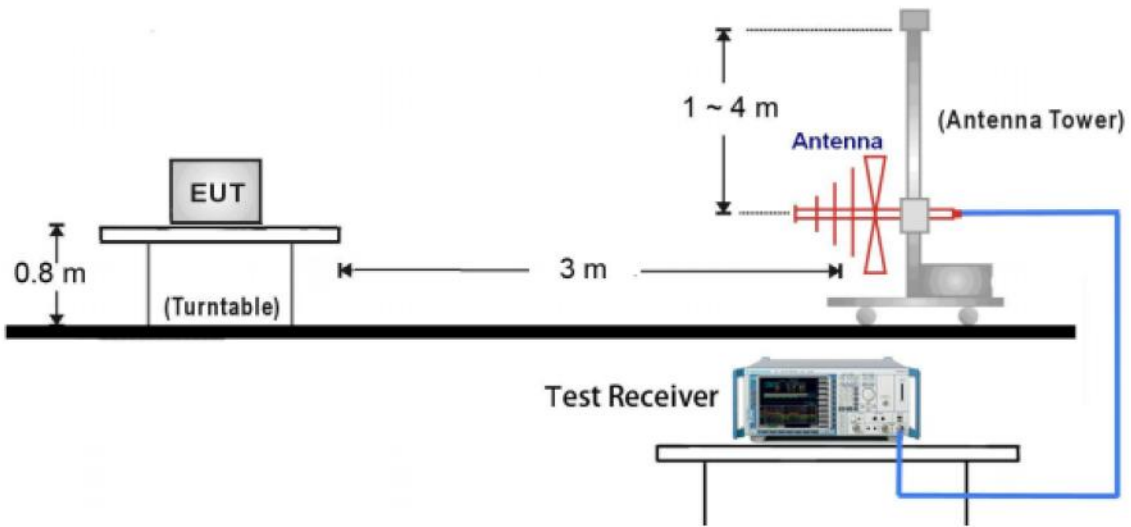 1 ~ 4 m
(Antenna Tower)
Antenna
EUT
0.8 m
3 m
(Turntable)
Test Receiver